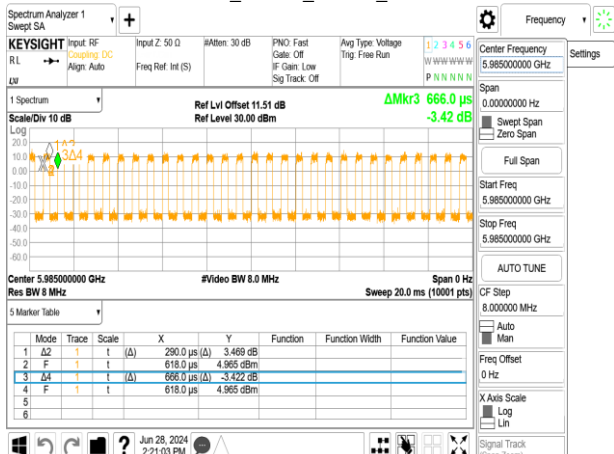 Spectrum Analyzer 1
Swept SA
+
Frequency
KEYSIGHT
Input: RF
Coupling: DC
Align: Auto
Input Z: 50 Ω
Freq Ref: Int (S)
#Atten: 30 dB
PNO: Fast
Gate: Off
IF Gain: Low
Sig Track: Off
Avg Type: Voltage
Trig: Free Run
1 2 3 4 5 6
W W W W W W
P N N N N N
RL
LXI
1 Spectrum
Scale/Div 10 dB
Ref Lvl Offset 11.51 dB
Ref Level 30.00 dBm
ΔMkr3 666.0 µs
-3.42 dB
Log
20.0
10.0
0.00
-10.0
-20.0
-30.0
-40.0
-50.0
-60.0
3Δ4
Center 5.985000000 GHz
Res BW 8 MHz
#Video BW 8.0 MHz
Span 0 Hz
Sweep 20.0 ms (10001 pts)
5 Marker Table
Mode Trace Scale X Y Function Function Width Function Value
1 Δ2 1 t (Δ) 290.0 µs (Δ) 3.469 dB
2 F 1 t 618.0 µs 4.965 dBm
3 Δ4 1 t (Δ) 666.0 µs (Δ) -3.422 dB
4 F 1 t 618.0 µs 4.965 dBm
5
6
?
Jun 28, 2024
2:21:03 PM
Center Frequency
5.985000000 GHz
Settings
Span
0.00000000 Hz
Swept Span
Zero Span
Full Span
Start Freq
5.985000000 GHz
Stop Freq
5.985000000 GHz
AUTO TUNE
CF Step
8.000000 MHz
Auto
Man
Freq Offset
0 Hz
X Axis Scale
Log
Lin
Signal Track